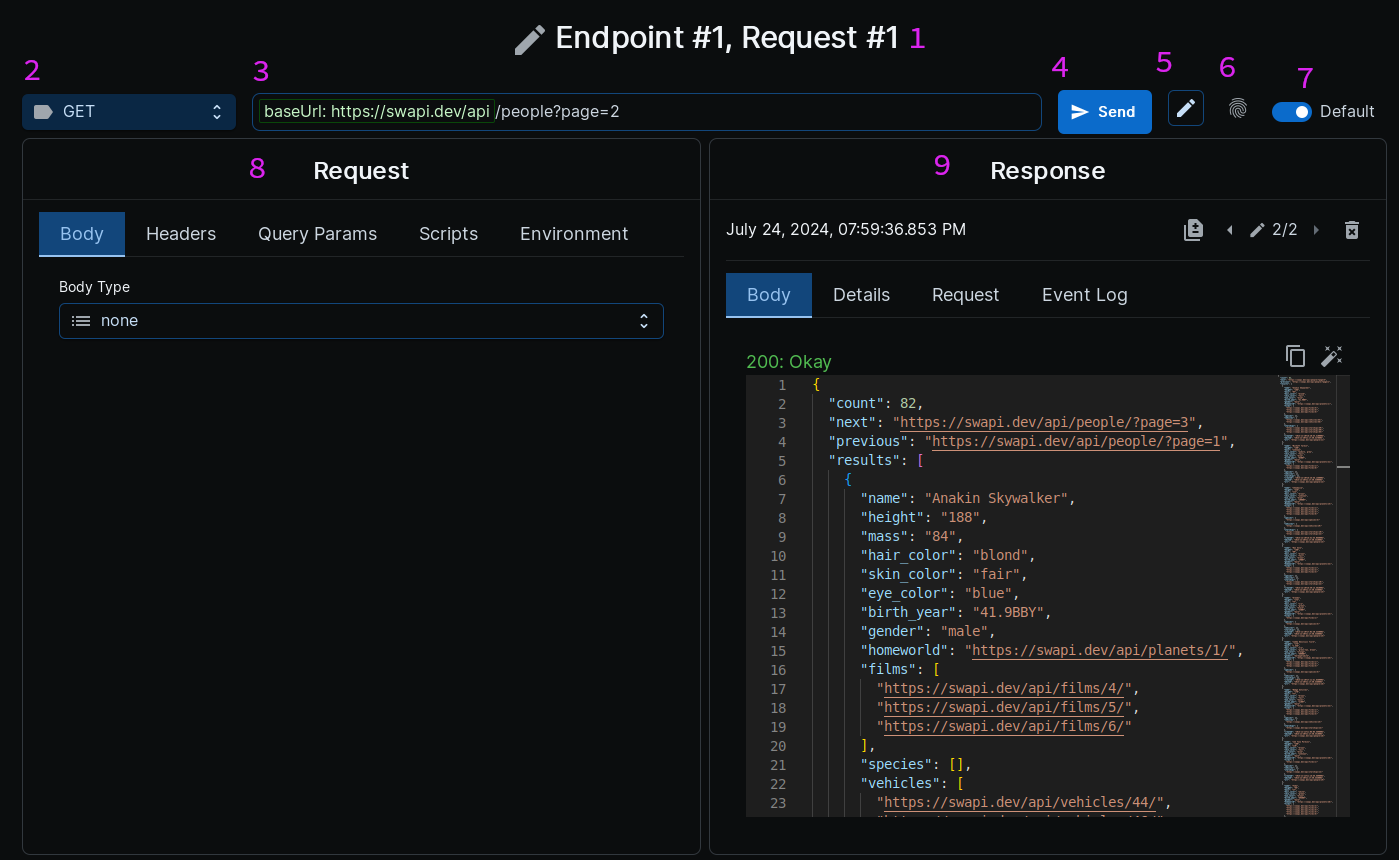 Endpoint #1, Request #1 1
2 3 4 5 6 7
GET baseUrl: https://swapi.dev/api /people?page=2 Send Default
8 Request
Body Headers Query Params Scripts Environment
Body Type
none
9 Response
July 24, 2024, 07:59:36.853 PM 2/2
Body Details Request Event Log
200: Okay
1 {
2 "count": 82,
3 "next": "https://swapi.dev/api/people/?page=3",
4 "previous": "https://swapi.dev/api/people/?page=1",
5 "results": [
6 {
7 "name": "Anakin Skywalker",
8 "height": "188",
9 "mass": "84",
10 "hair_color": "blond",
11 "skin_color": "fair",
12 "eye_color": "blue",
13 "birth_year": "41.9BBY",
14 "gender": "male",
15 "homeworld": "https://swapi.dev/api/planets/1/",
16 "films": [
17 "https://swapi.dev/api/films/4/",
18 "https://swapi.dev/api/films/5/",
19 "https://swapi.dev/api/films/6/"
20 ],
21 "species": [],
22 "vehicles": [
23 "https://swapi.dev/api/vehicles/44/",